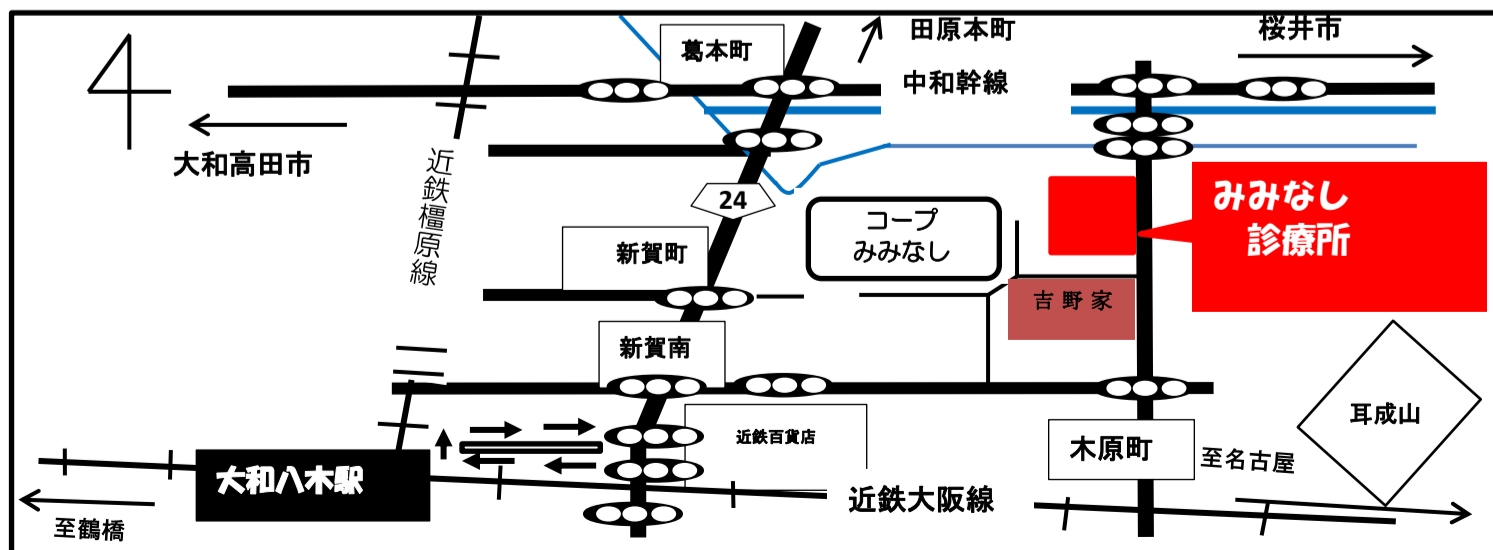 田原本町
桜井市
葛本町
中和幹線
大和高田市
近鉄橿原線
24
みみなし
診療所
コープ
みみなし
新賀町
吉野家
新賀南
耳成山
近鉄百貨店
木原町
至名古屋
大和八木駅
近鉄大阪線
至鶴橋